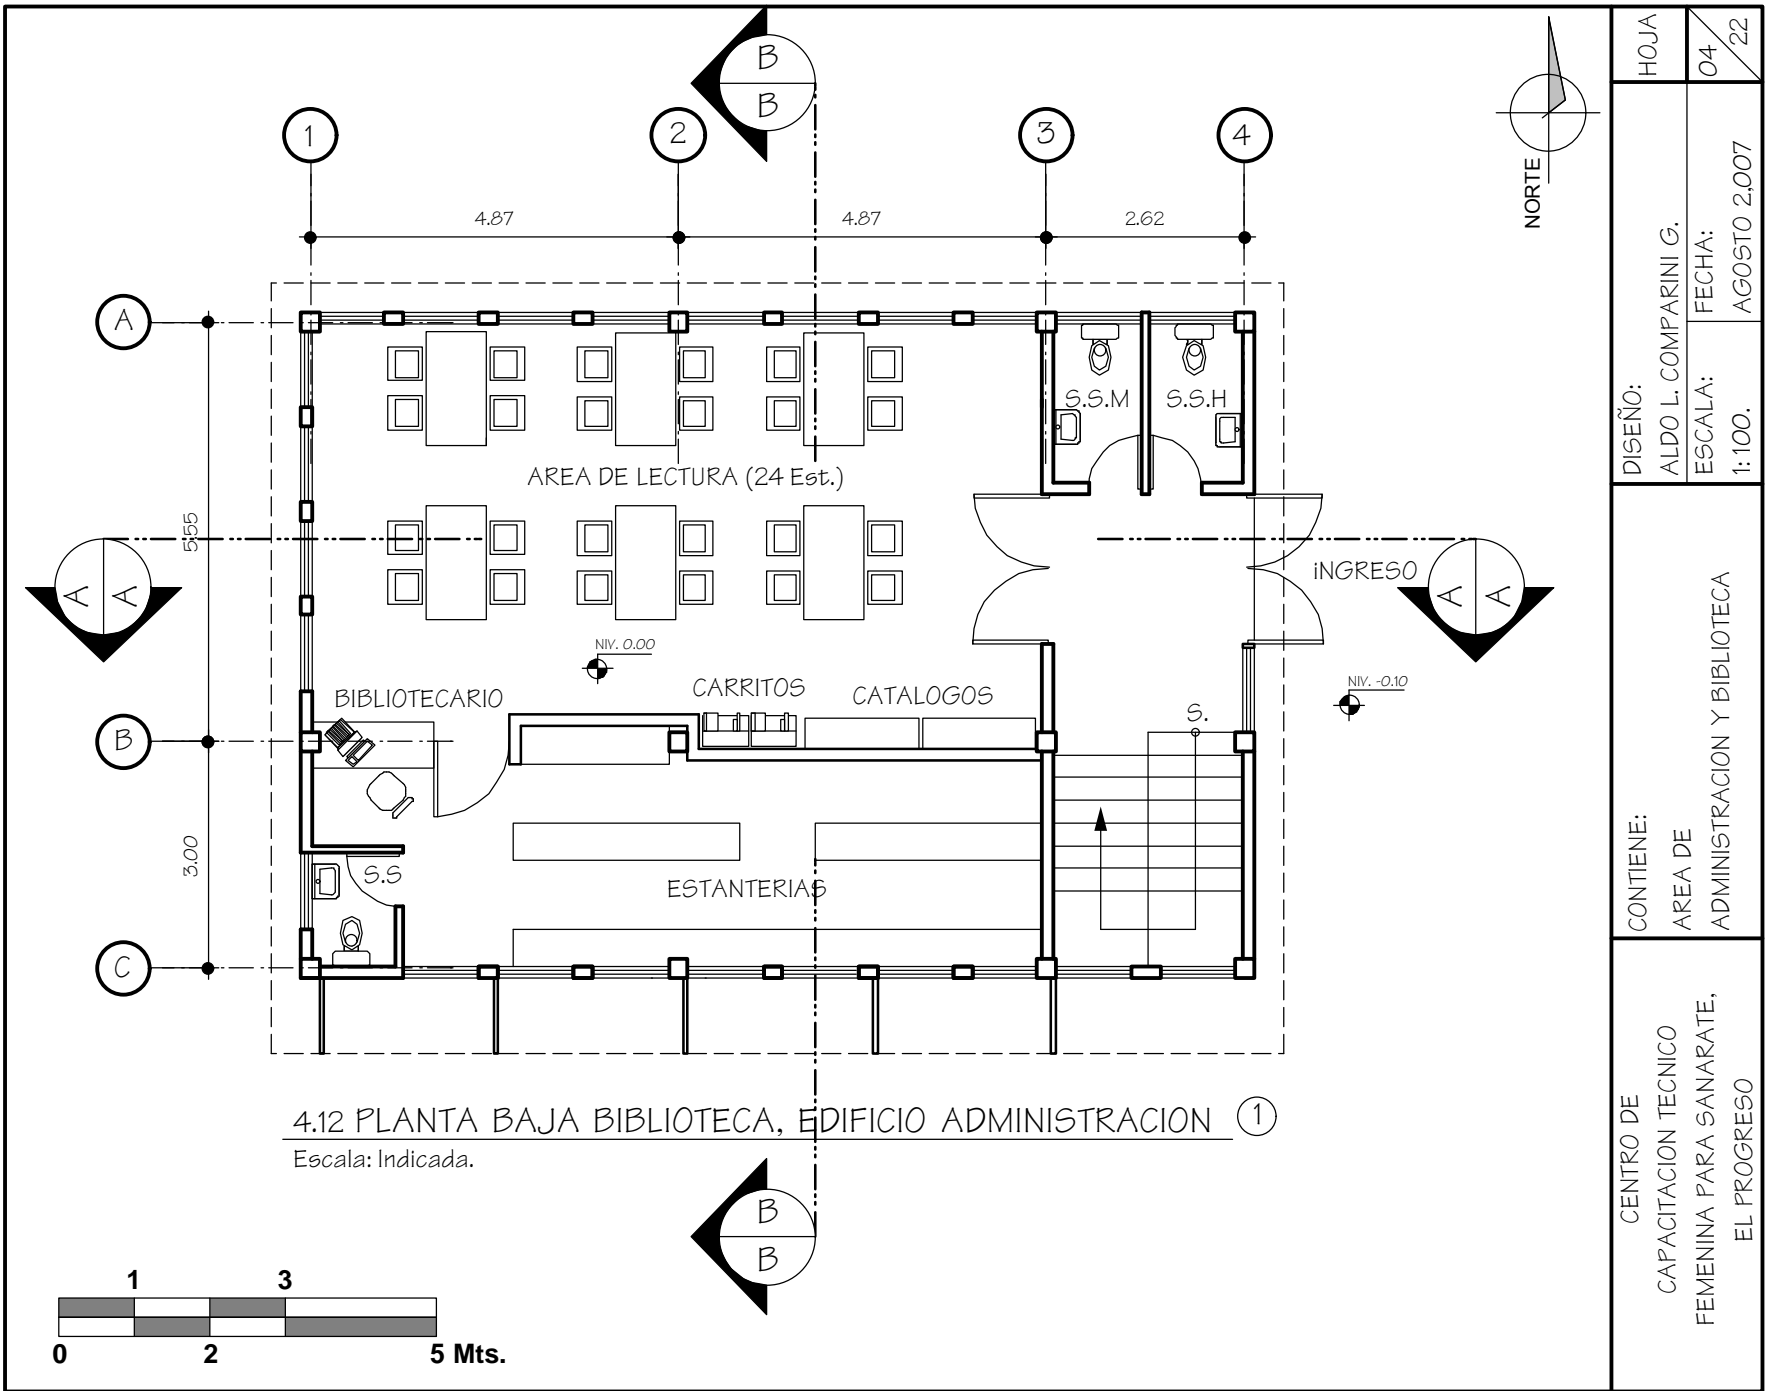 B
B
1
2
3
4
4.87
4.87
2.62
NORTE
A
B
C
5.55
3.00
S.S.M
S.S.H
AREA DE LECTURA (24 Est.)
A
A
iNGRESO
A
A
NIV. 0.00
NIV. -0.10
BIBLIOTECARIO
CARRITOS
CATALOGOS
S.
S.S
ESTANTERIAS
4.12 PLANTA BAJA BIBLIOTECA, EDIFICIO ADMINISTRACION
1
Escala: Indicada.
B
B
1
3
0
2
5 Mts.
CENTRO DE
CAPACITACION TECNICO
FEMENINA PARA SANARATE,
EL PROGRESO
CONTIENE:
AREA DE
ADMINISTRACION Y BIBLIOTECA
DISEÑO:
ALDO L. COMPARINI G.
ESCALA:
1:100.
FECHA:
AGOSTO 2,007
HOJA
04
22